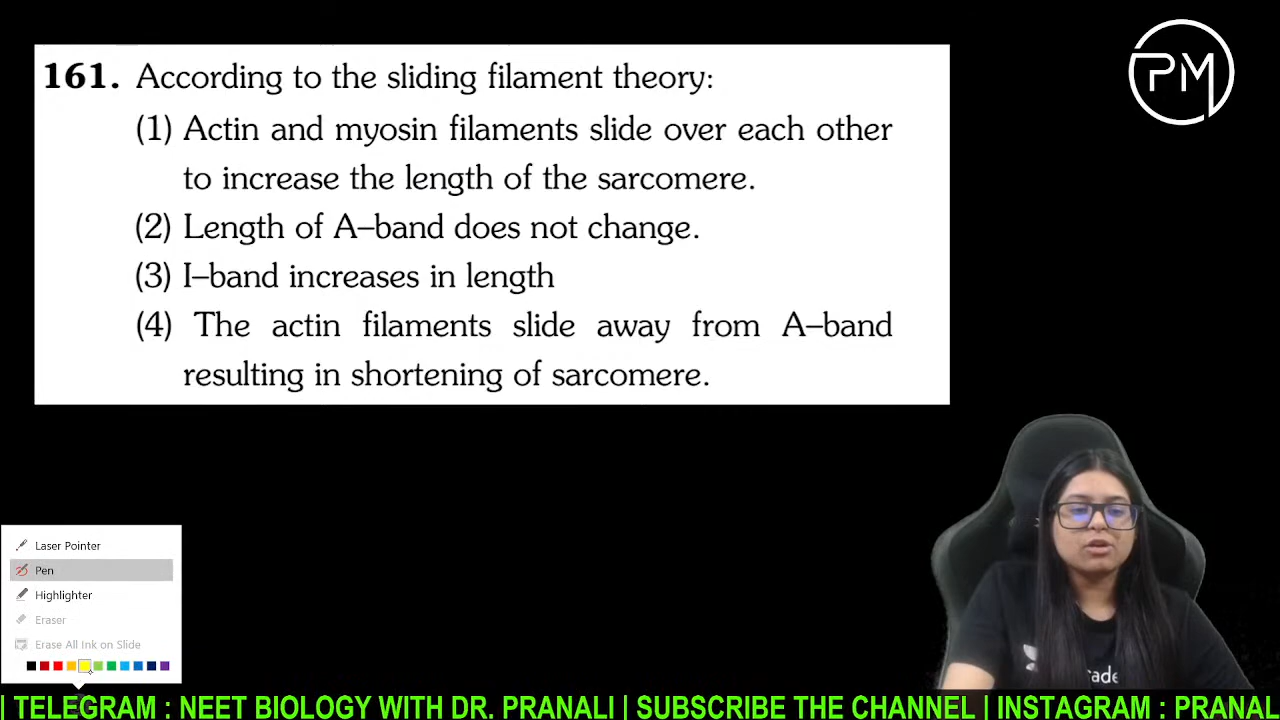 PM
161. According to the sliding filament theory:
(1) Actin and myosin filaments slide over each other
to increase the length of the sarcomere.
(2) Length of A–band does not change.
(3) I–band increases in length
(4) The actin filaments slide away from A–band
resulting in shortening of sarcomere.
Laser Pointer
Pen
Highlighter
Eraser
Erase All Ink on Slide
| TELEGRAM : NEET BIOLOGY WITH DR. PRANALI | SUBSCRIBE THE CHANNEL | INSTAGRAM : PRANAL